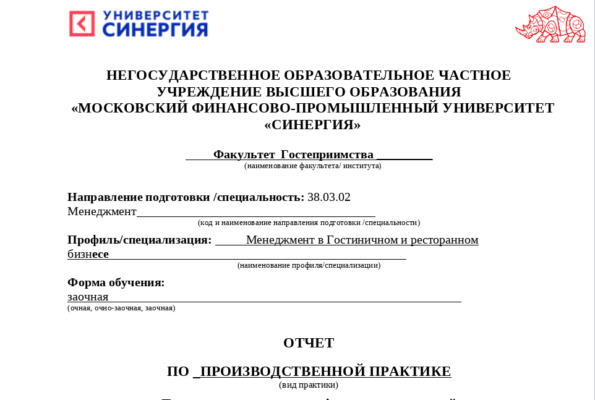 УНИВЕРСИТЕТ
СИНЕРГИЯ
НЕГОСУДАРСТВЕННОЕ ОБРАЗОВАТЕЛЬНОЕ ЧАСТНОЕ
УЧРЕЖДЕНИЕ ВЫСШЕГО ОБРАЗОВАНИЯ
«МОСКОВСКИЙ ФИНАНСОВО-ПРОМЫШЛЕННЫЙ УНИВЕРСИТЕТ
«СИНЕРГИЯ»
Факультет Гостеприимства
(наименование факультета/ института)
Направление подготовки /специальность: 38.03.02
Менеджмент
(код и наименование направления подготовки /специальности)
Профиль/специализация: Менеджмент в Гостиничном и ресторанном
бизнесе
(наименование профиля/специализации)
Форма обучения:
заочная
(очная, очно-заочная, заочная)
ОТЧЕТ
ПО _ПРОИЗВОДСТВЕННОЙ ПРАКТИКЕ
(вид практики)